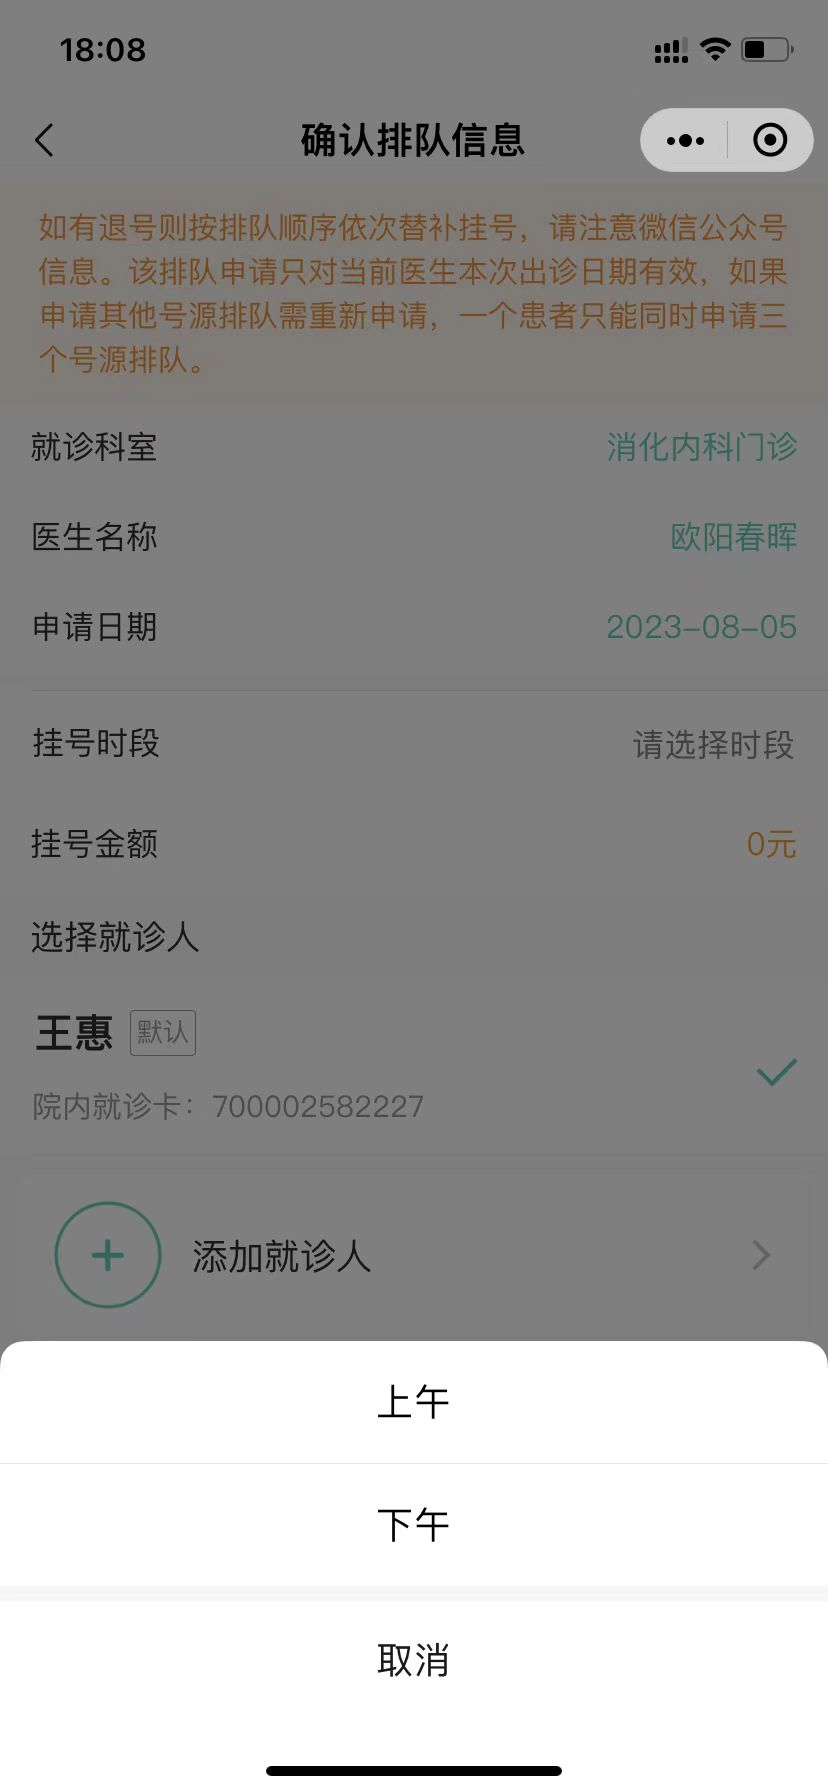 18:08
确认排队信息
如有退号则按排队顺序依次替补挂号，请注意微信公众号
信息。该排队申请只对当前医生本次出诊日期有效，如果
申请其他号源排队需重新申请，一个患者只能同时申请三
个号源排队。
就诊科室 消化内科门诊
医生名称 欧阳春晖
申请日期 2023-08-05
挂号时段 请选择时段
挂号金额 0元
选择就诊人
王惠 默认
院内就诊卡：700002582227
添加就诊人
上午
下午
取消